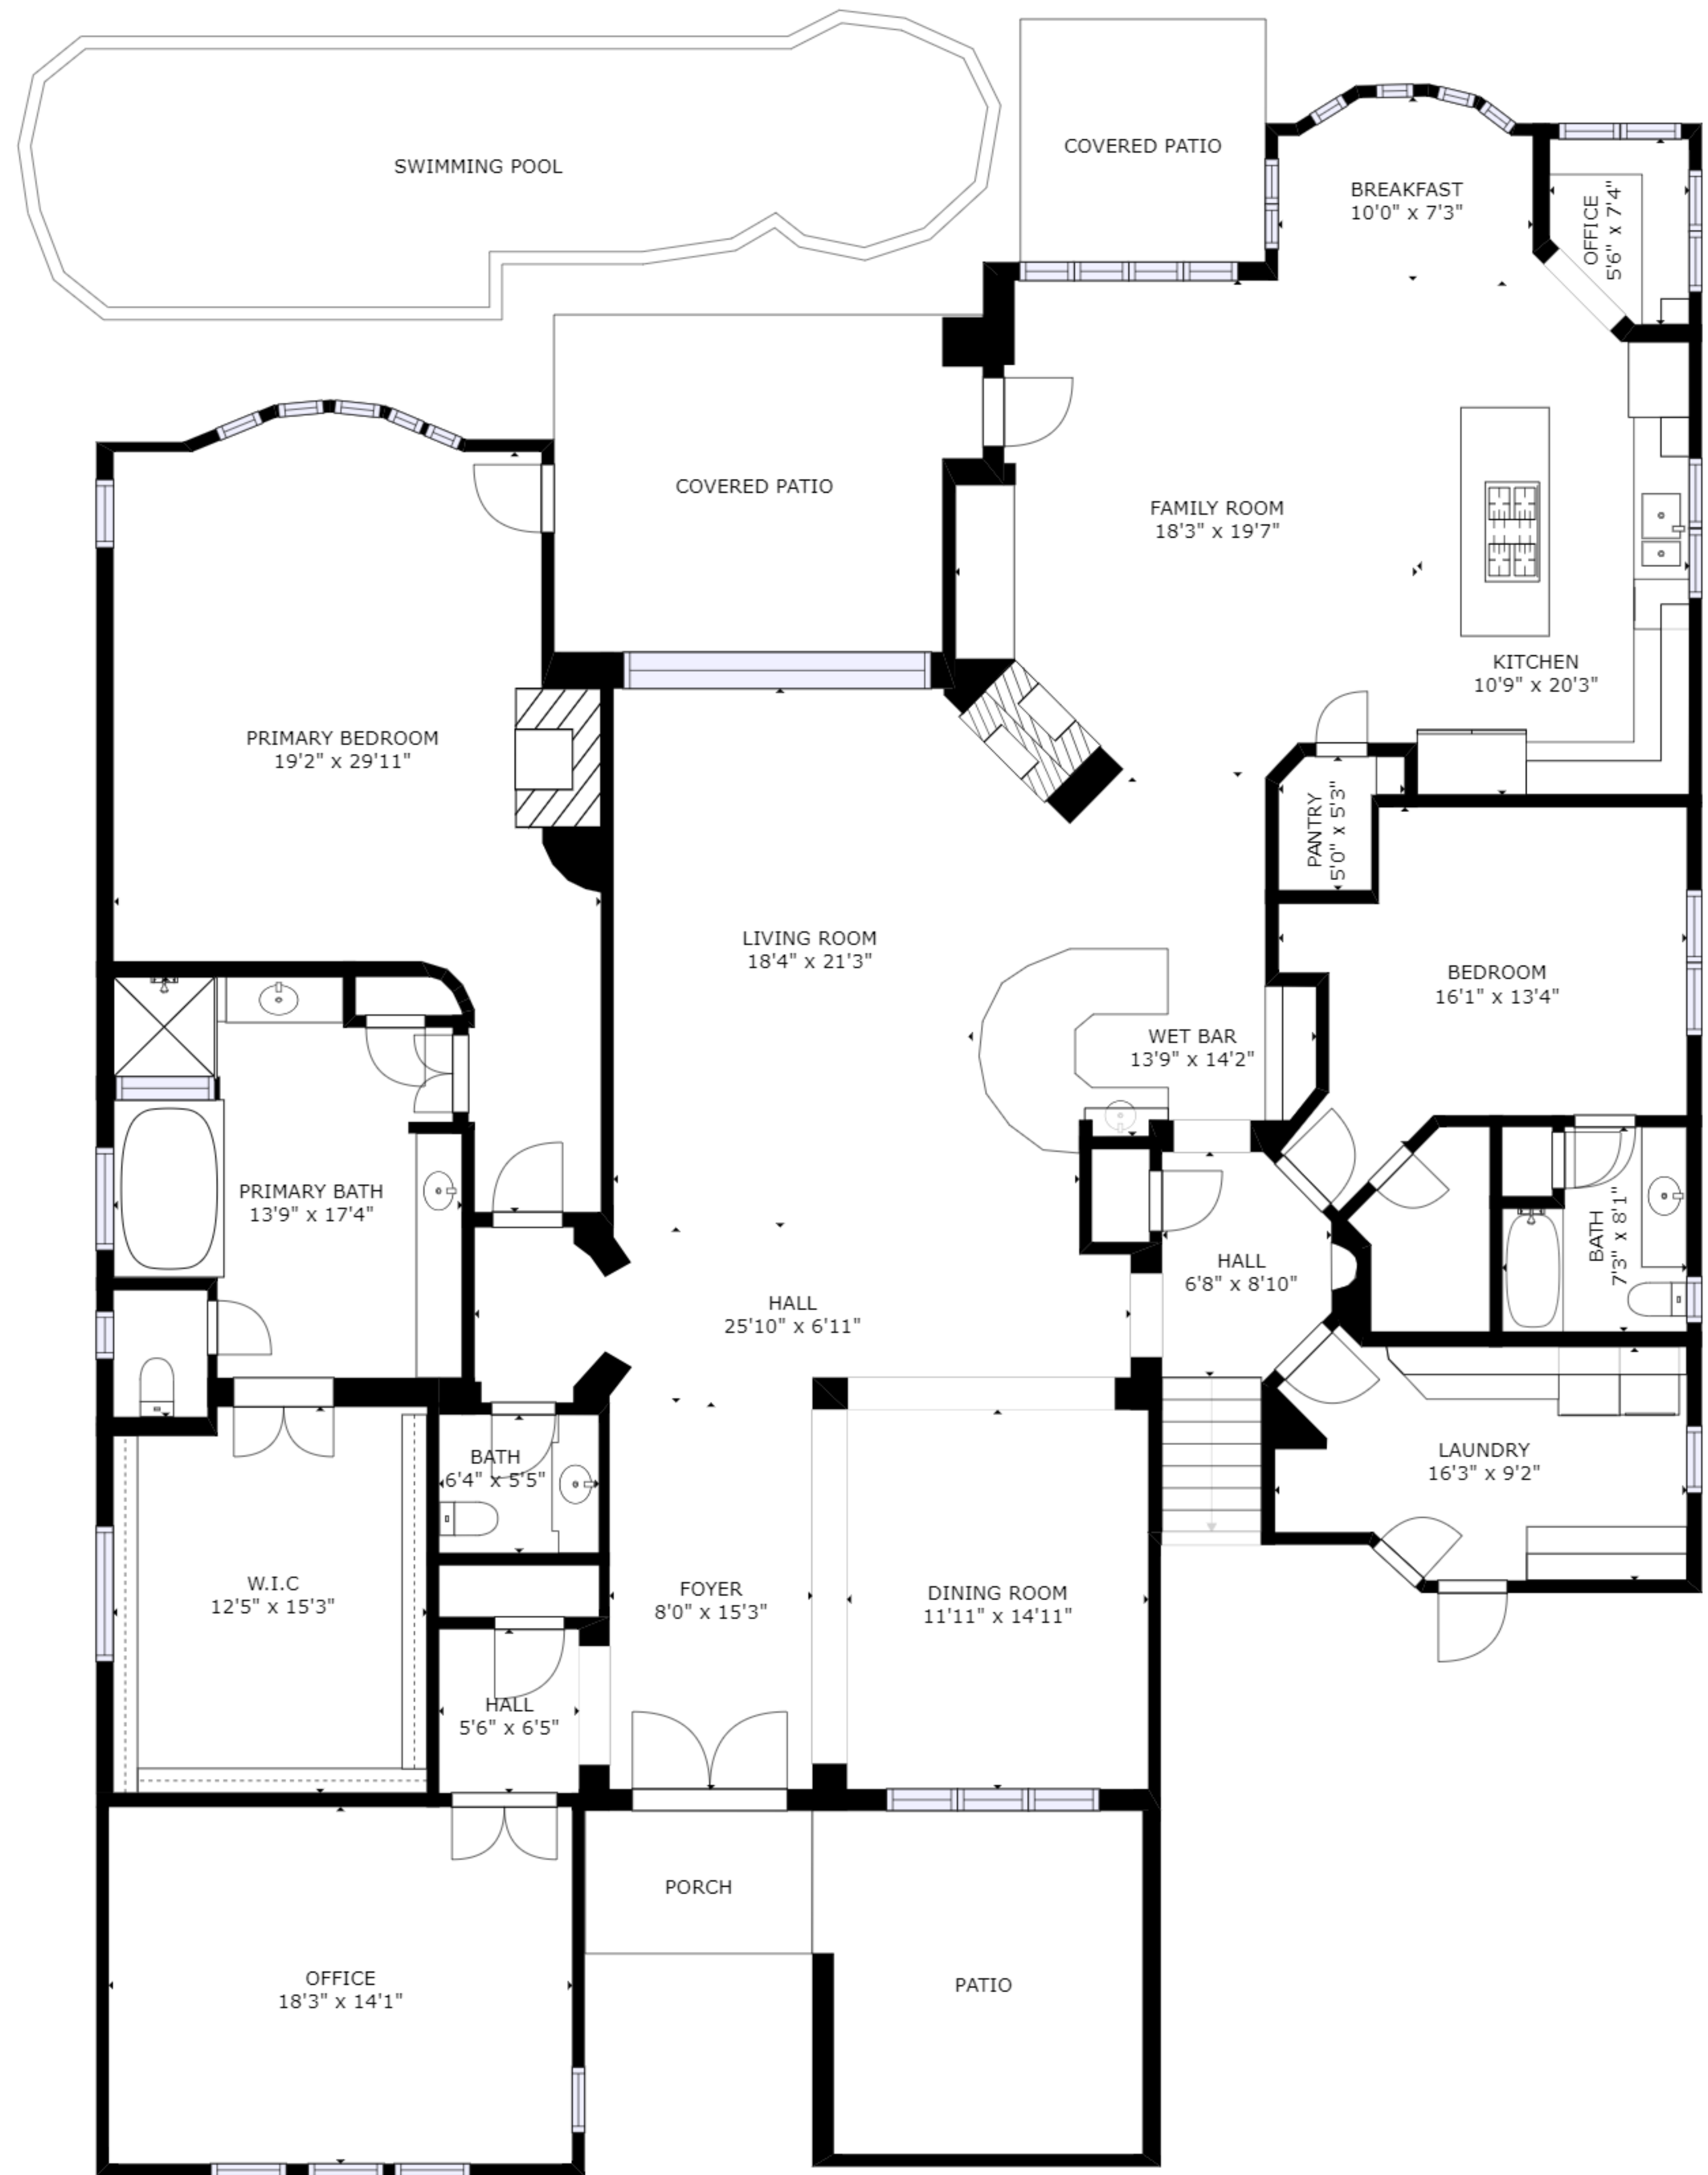 SWIMMING POOL
COVERED PATIO
BREAKFAST
10'0" x 7'3"
OFFICE
5'6" x 7'4"
COVERED PATIO
FAMILY ROOM
18'3" x 19'7"
KITCHEN
10'9" x 20'3"
PRIMARY BEDROOM
19'2" x 29'11"
PANTRY
5'0" x 5'3"
LIVING ROOM
18'4" x 21'3"
BEDROOM
16'1" x 13'4"
WET BAR
13'9" x 14'2"
PRIMARY BATH
13'9" x 17'4"
BATH
7'3" x 8'1"
HALL
6'8" x 8'10"
HALL
25'10" x 6'11"
BATH
6'4" x 5'5"
LAUNDRY
16'3" x 9'2"
W.I.C
12'5" x 15'3"
FOYER
8'0" x 15'3"
DINING ROOM
11'11" x 14'11"
HALL
5'6" x 6'5"
PORCH
OFFICE
18'3" x 14'1"
PATIO